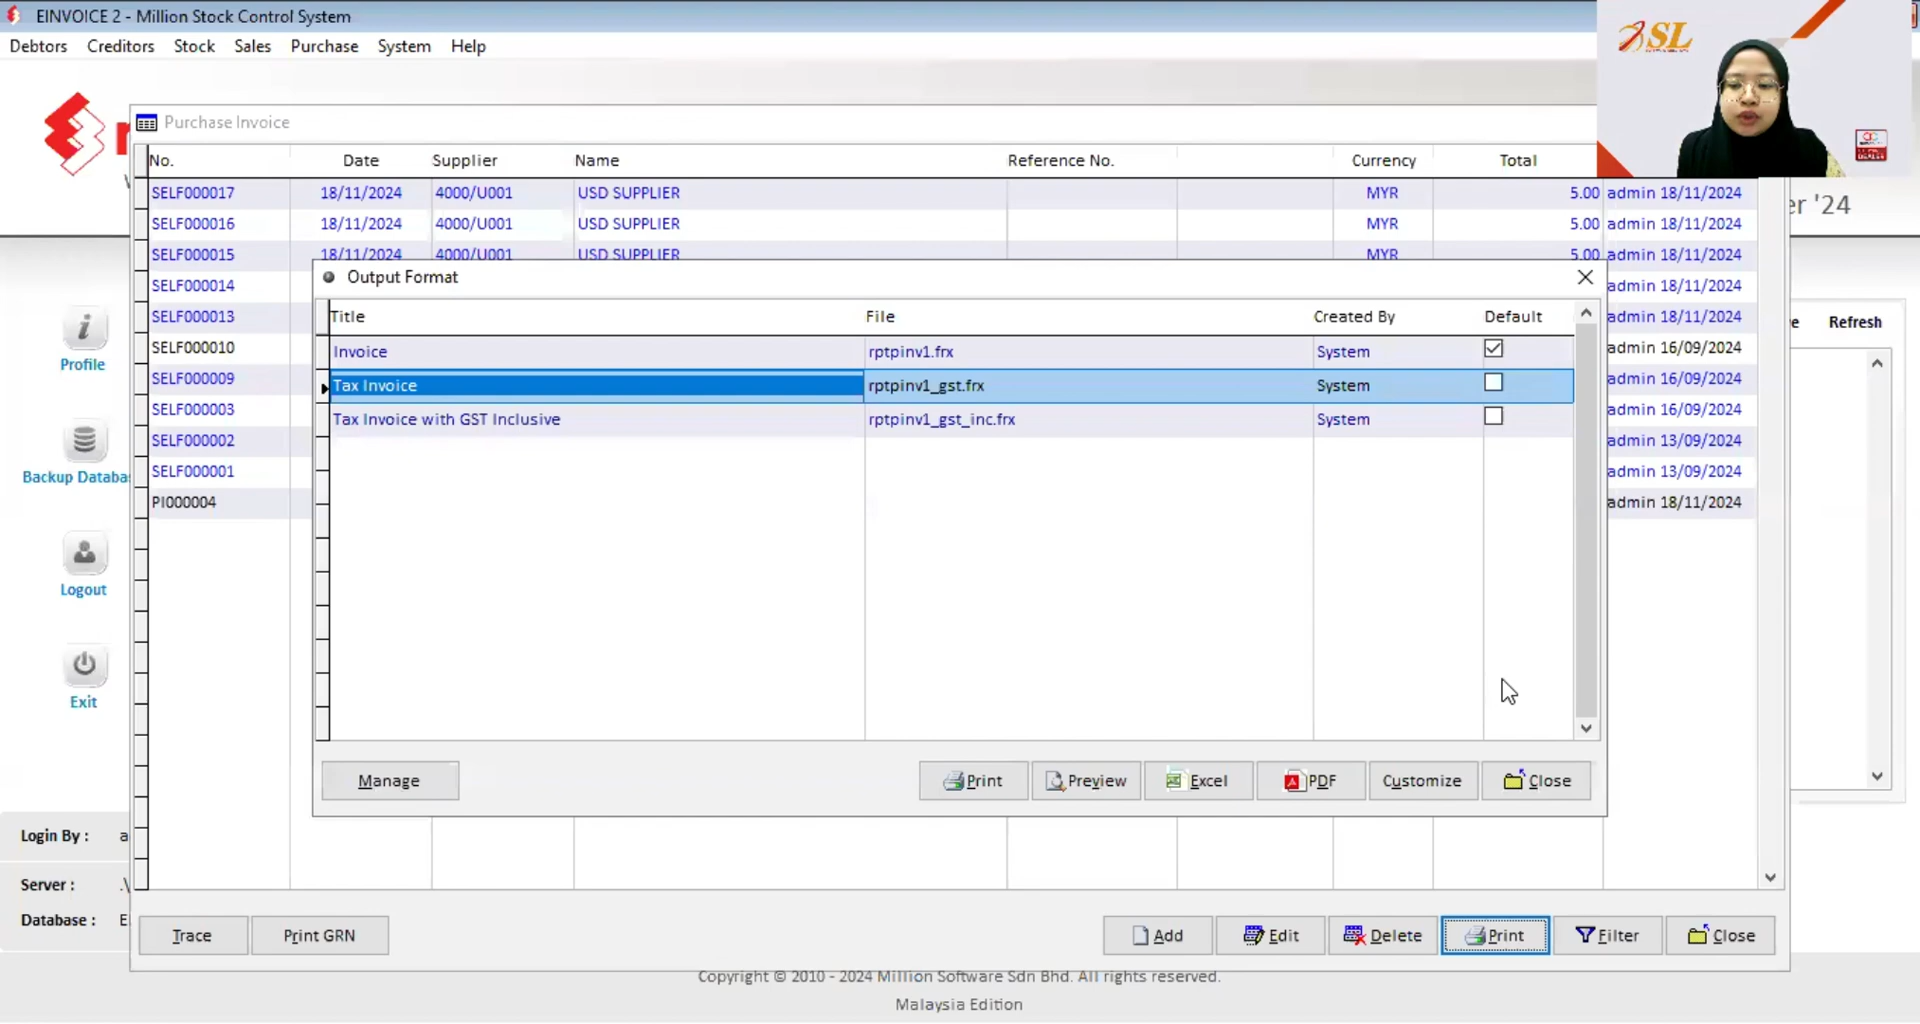 EINVOICE 2 - Million Stock Control System
Debtors Creditors Stock Sales Purchase System Help
SL
Purchase Invoice
No. Date Supplier Name Reference No. Currency Total
SELF000017 18/11/2024 4000/U001 USD SUPPLIER MYR 5.00 admin 18/11/2024
er '24
SELF000016 18/11/2024 4000/U001 USD SUPPLIER MYR 5.00 admin 18/11/2024
SELF000015 18/11/2024 4000/U001 USD SUPPLIER MYR 5.00 admin 18/11/2024
SELF000014 admin 18/11/2024
SELF000013 admin 18/11/2024
SELF000010 admin 16/09/2024
SELF000009 admin 16/09/2024
SELF000003 admin 16/09/2024
SELF000002 admin 13/09/2024
SELF000001 admin 13/09/2024
PI000004 admin 18/11/2024
Output Format
Title File Created By Default
Invoice rptpinv1.frx System
Tax Invoice rptpinv1_gst.frx System
Tax Invoice with GST Inclusive rptpinv1_gst_inc.frx System
Manage Print Preview Excel PDF Customize Close
Refresh
Profile
Backup Databa
Logout
Exit
Login By : a
Server : .\
Database : E
Trace Print GRN Add Edit Delete Print Filter Close
Copyright © 2010 - 2024 Million Software Sdn Bhd. All rights reserved.
Malaysia Edition